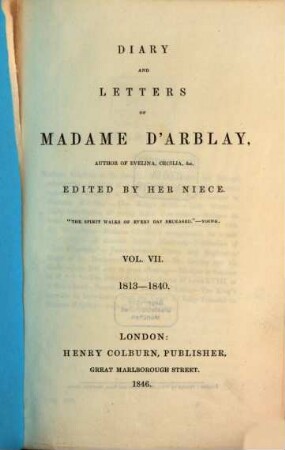 DIARY
AND
LETTERS
OF
MADAME D'ARBLAY,
AUTHOR OF EVELINA, CECILIA, &c.
EDITED BY HER NIECE.
"THE SPIRIT WALKS OF EVERY DAY DECEASED."—YOUNG.
VOL. VII.
1813—1840.
LONDON:
HENRY COLBURN, PUBLISHER,
GREAT MARLBOROUGH STREET.
1846.